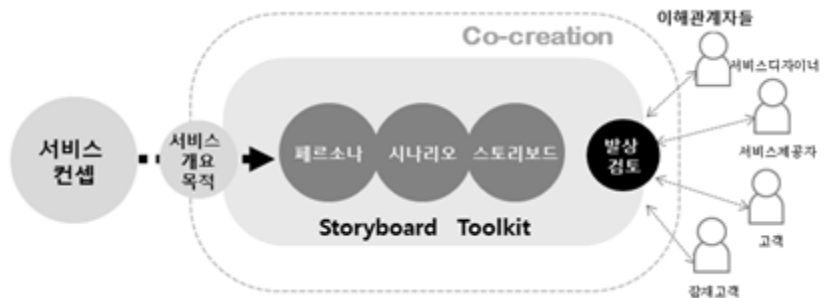 Co-creation
이해관계자들
서비스디자이너
서비스
컨셉
서비스
개요
목적
페르소나
시나리오
스토리보드
발상
검토
서비스제공자
고객
잠재고객
Storyboard Toolkit